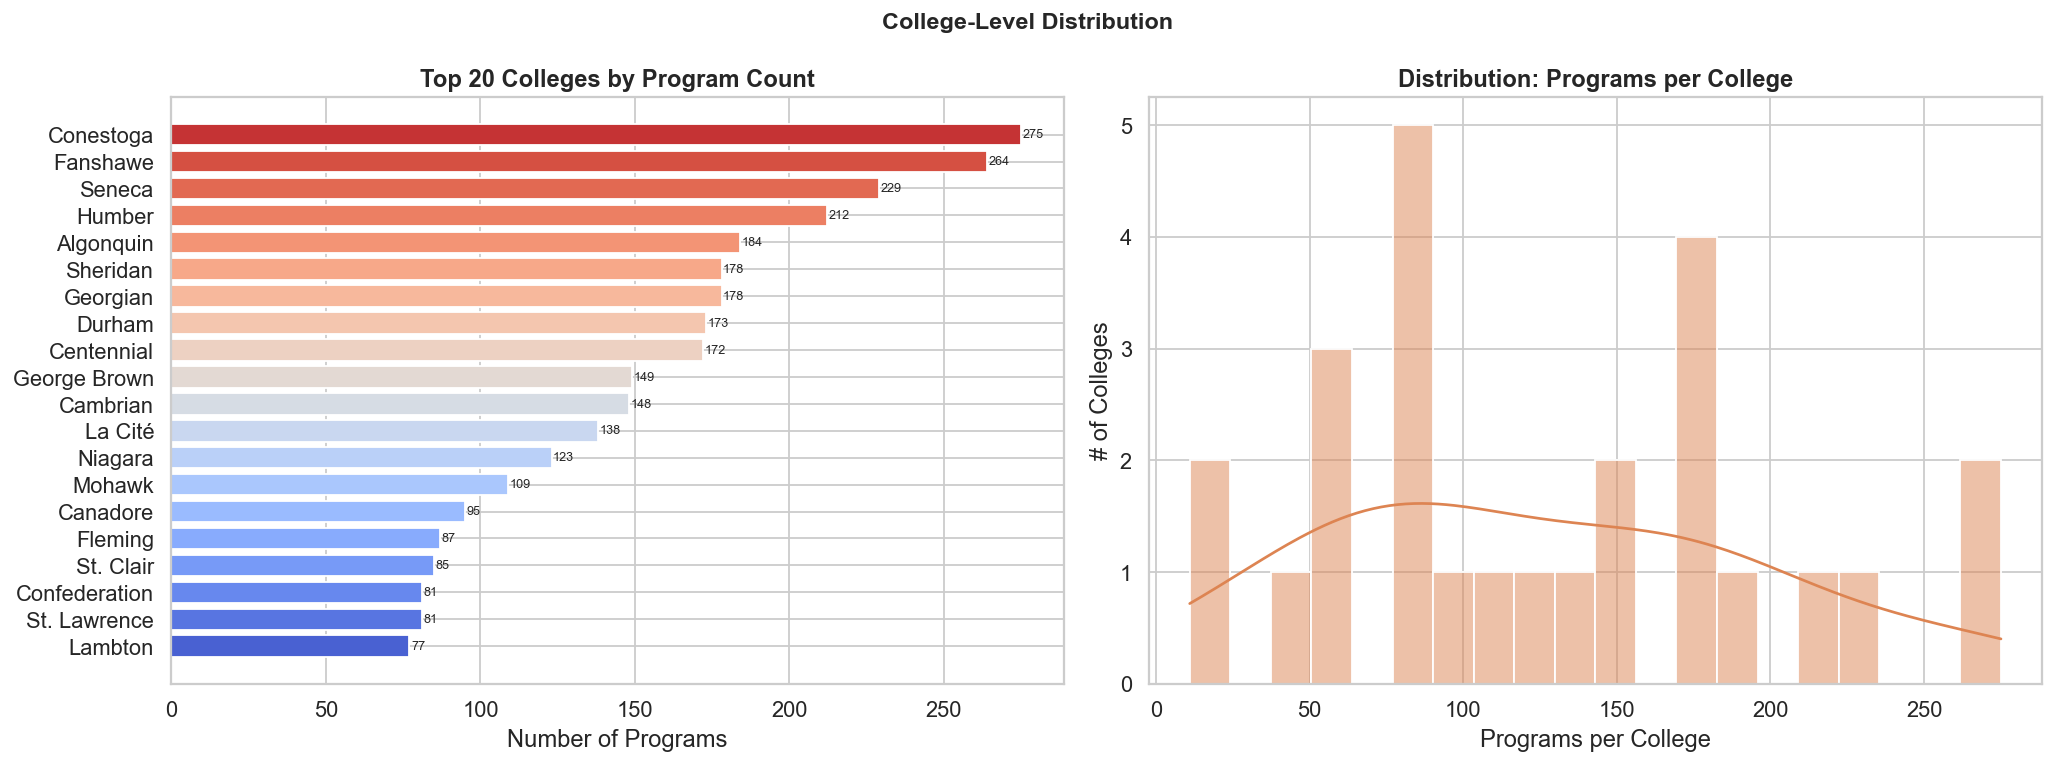 College-Level Distribution
Top 20 Colleges by Program Count
Conestoga 275
Fanshawe 264
Seneca 229
Humber 212
Algonquin 184
Sheridan 178
Georgian 178
Durham 173
Centennial 172
George Brown 149
Cambrian 148
La Cité 138
Niagara 123
Mohawk 109
Canadore 95
Fleming 87
St. Clair 85
Confederation 81
St. Lawrence 81
Lambton 77
0 50 100 150 200 250
Number of Programs
Distribution: Programs per College
# of Colleges
5
4
3
2
1
0
0 50 100 150 200 250
Programs per College